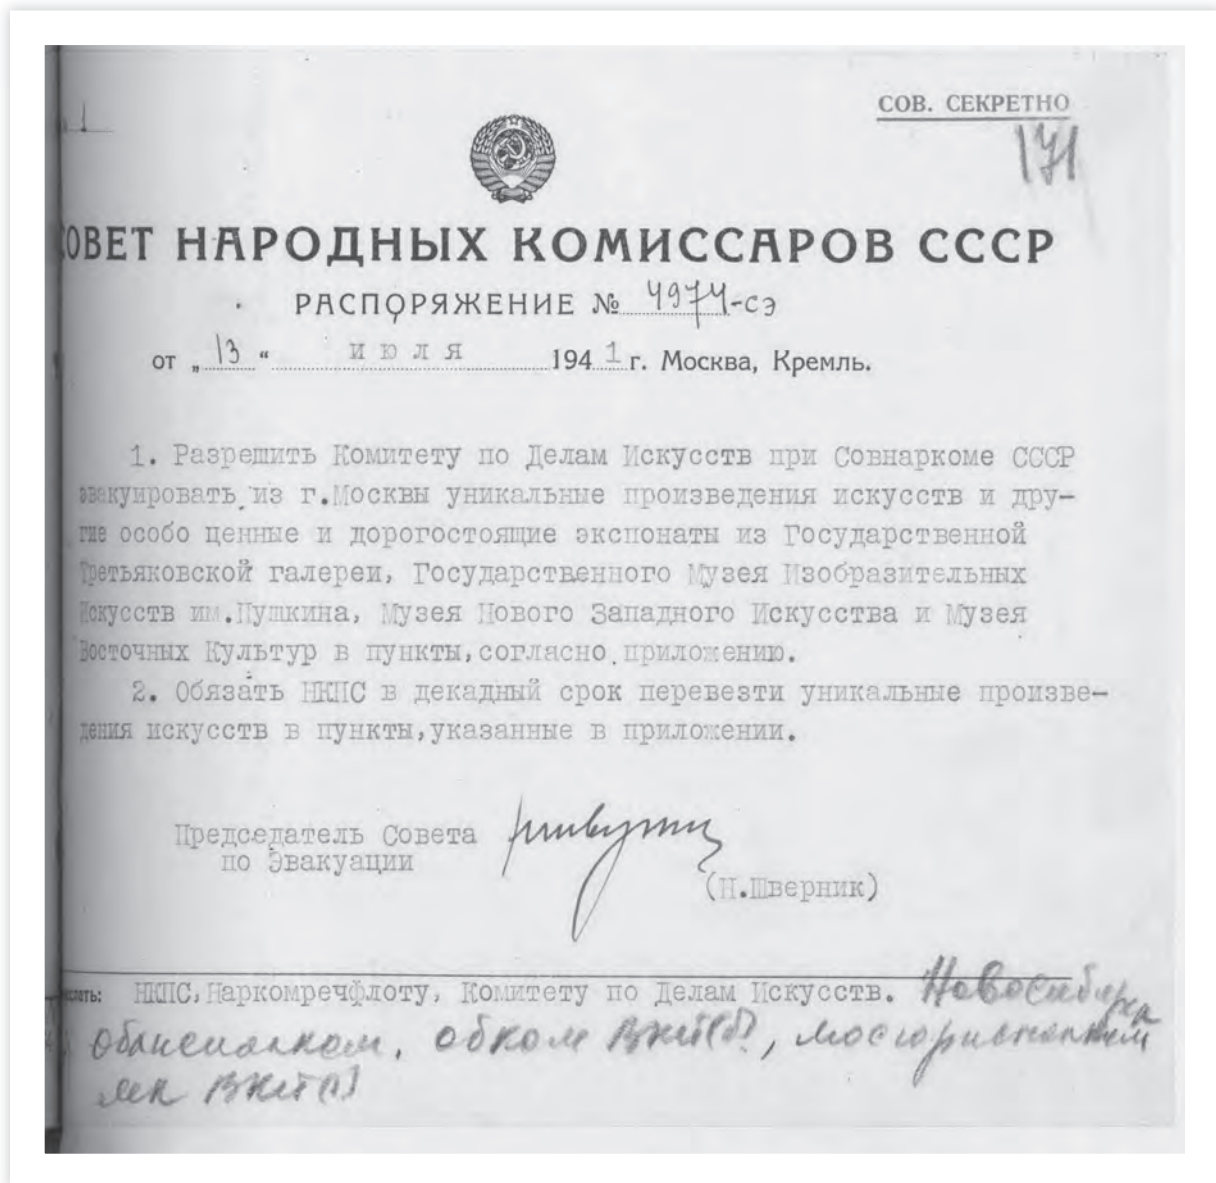 СОВ. СЕКРЕТНО
171
СОВЕТ НАРОДНЫХ КОМИССАРОВ СССР
РАСПОРЯЖЕНИЕ № 4974-сэ
от „13“ июля 1941 г. Москва, Кремль.
1. Разрешить Комитету по Делам Искусств при Совнаркоме СССР
эвакуировать из г.Москвы уникальные произведения искусств и дру-
гие особо ценные и дорогостоящие экспонаты из Государственной
Третьяковской галереи, Государственного Музея Изобразительных
Искусств им.Пушкина, Музея Нового Западного Искусства и Музея
Восточных Культур в пункты,согласно приложению.
2. Обязать НКПС в декадный срок перевезти уникальные произве-
дения искусств в пункты,указанные в приложении.
Председатель Совета
по Эвакуации
(Н.Шверник)
НКПС, Наркомречфлоту, Комитету по Делам Искусств. Новосибирск
обком ВКП(б), 
МК ВКП(б)